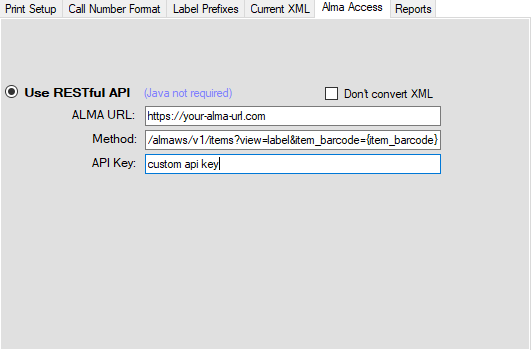 Print Setup Call Number Format Label Prefixes Current XML Alma Access Reports
Use RESTful API (Java not required) Don't convert XML
ALMA URL: https://your-alma-url.com
Method: /almaws/v1/items?view=label&item_barcode={item_barcode}
API Key: custom api key